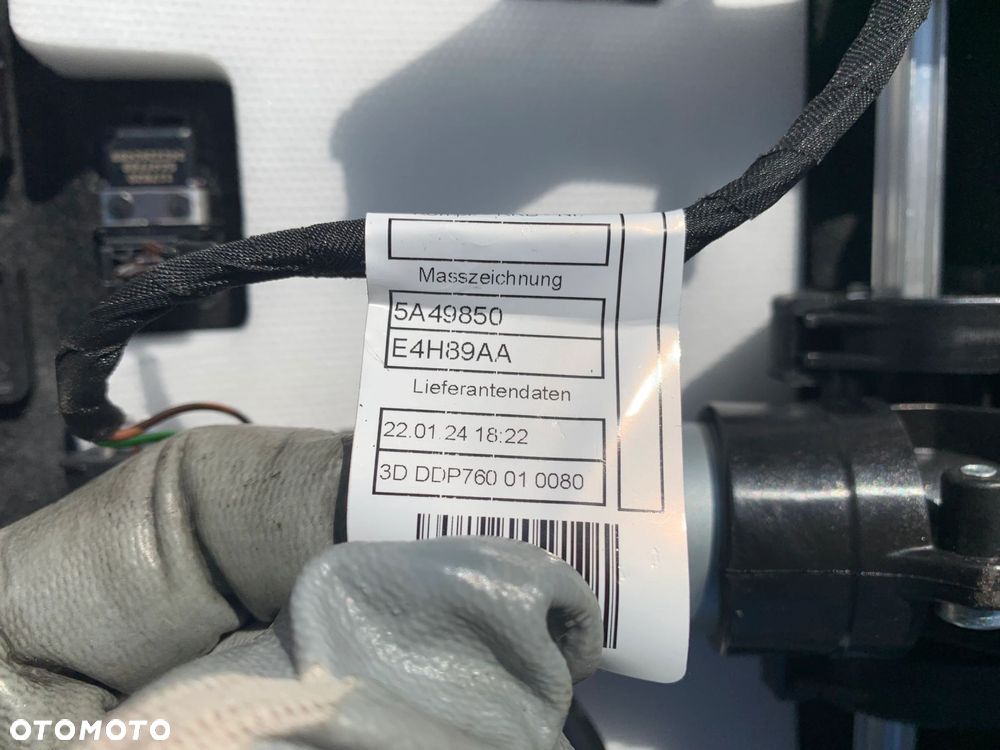 Masszeichnung
5A49850
E4H89AA
Lieferantendaten
22.01.24 18:22
3D DDP760 01 0080
OTOMOTO